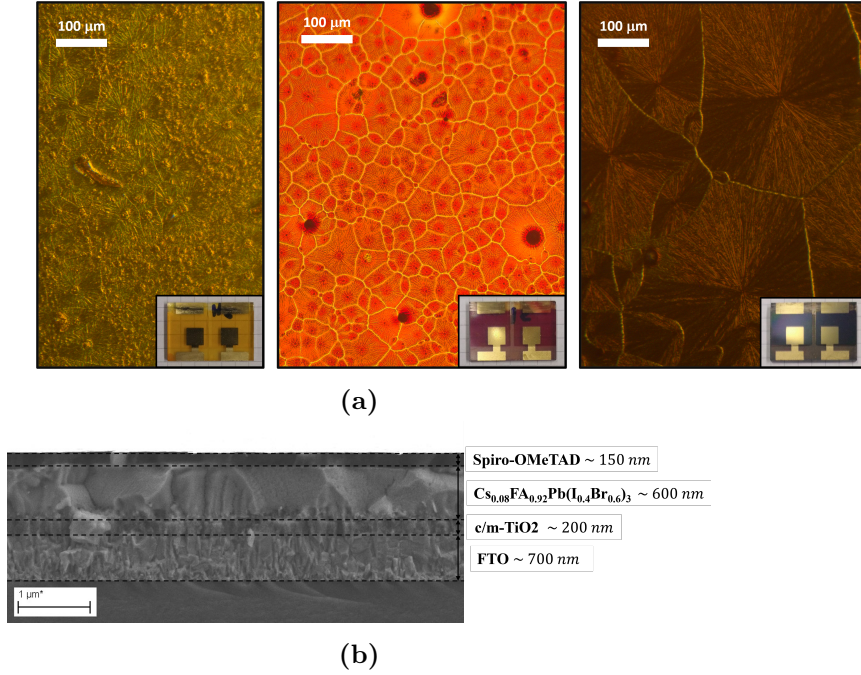 100 μm
100 μm
100 μm
(a)
Spiro-OMeTAD ~ 150 nm
Cs₀.₀₈FA₀.₉₂Pb(I₀.₄Br₀.₆)₃ ~ 600 nm
c/m-TiO2 ~ 200 nm
FTO ~ 700 nm
1 μm*
(b)